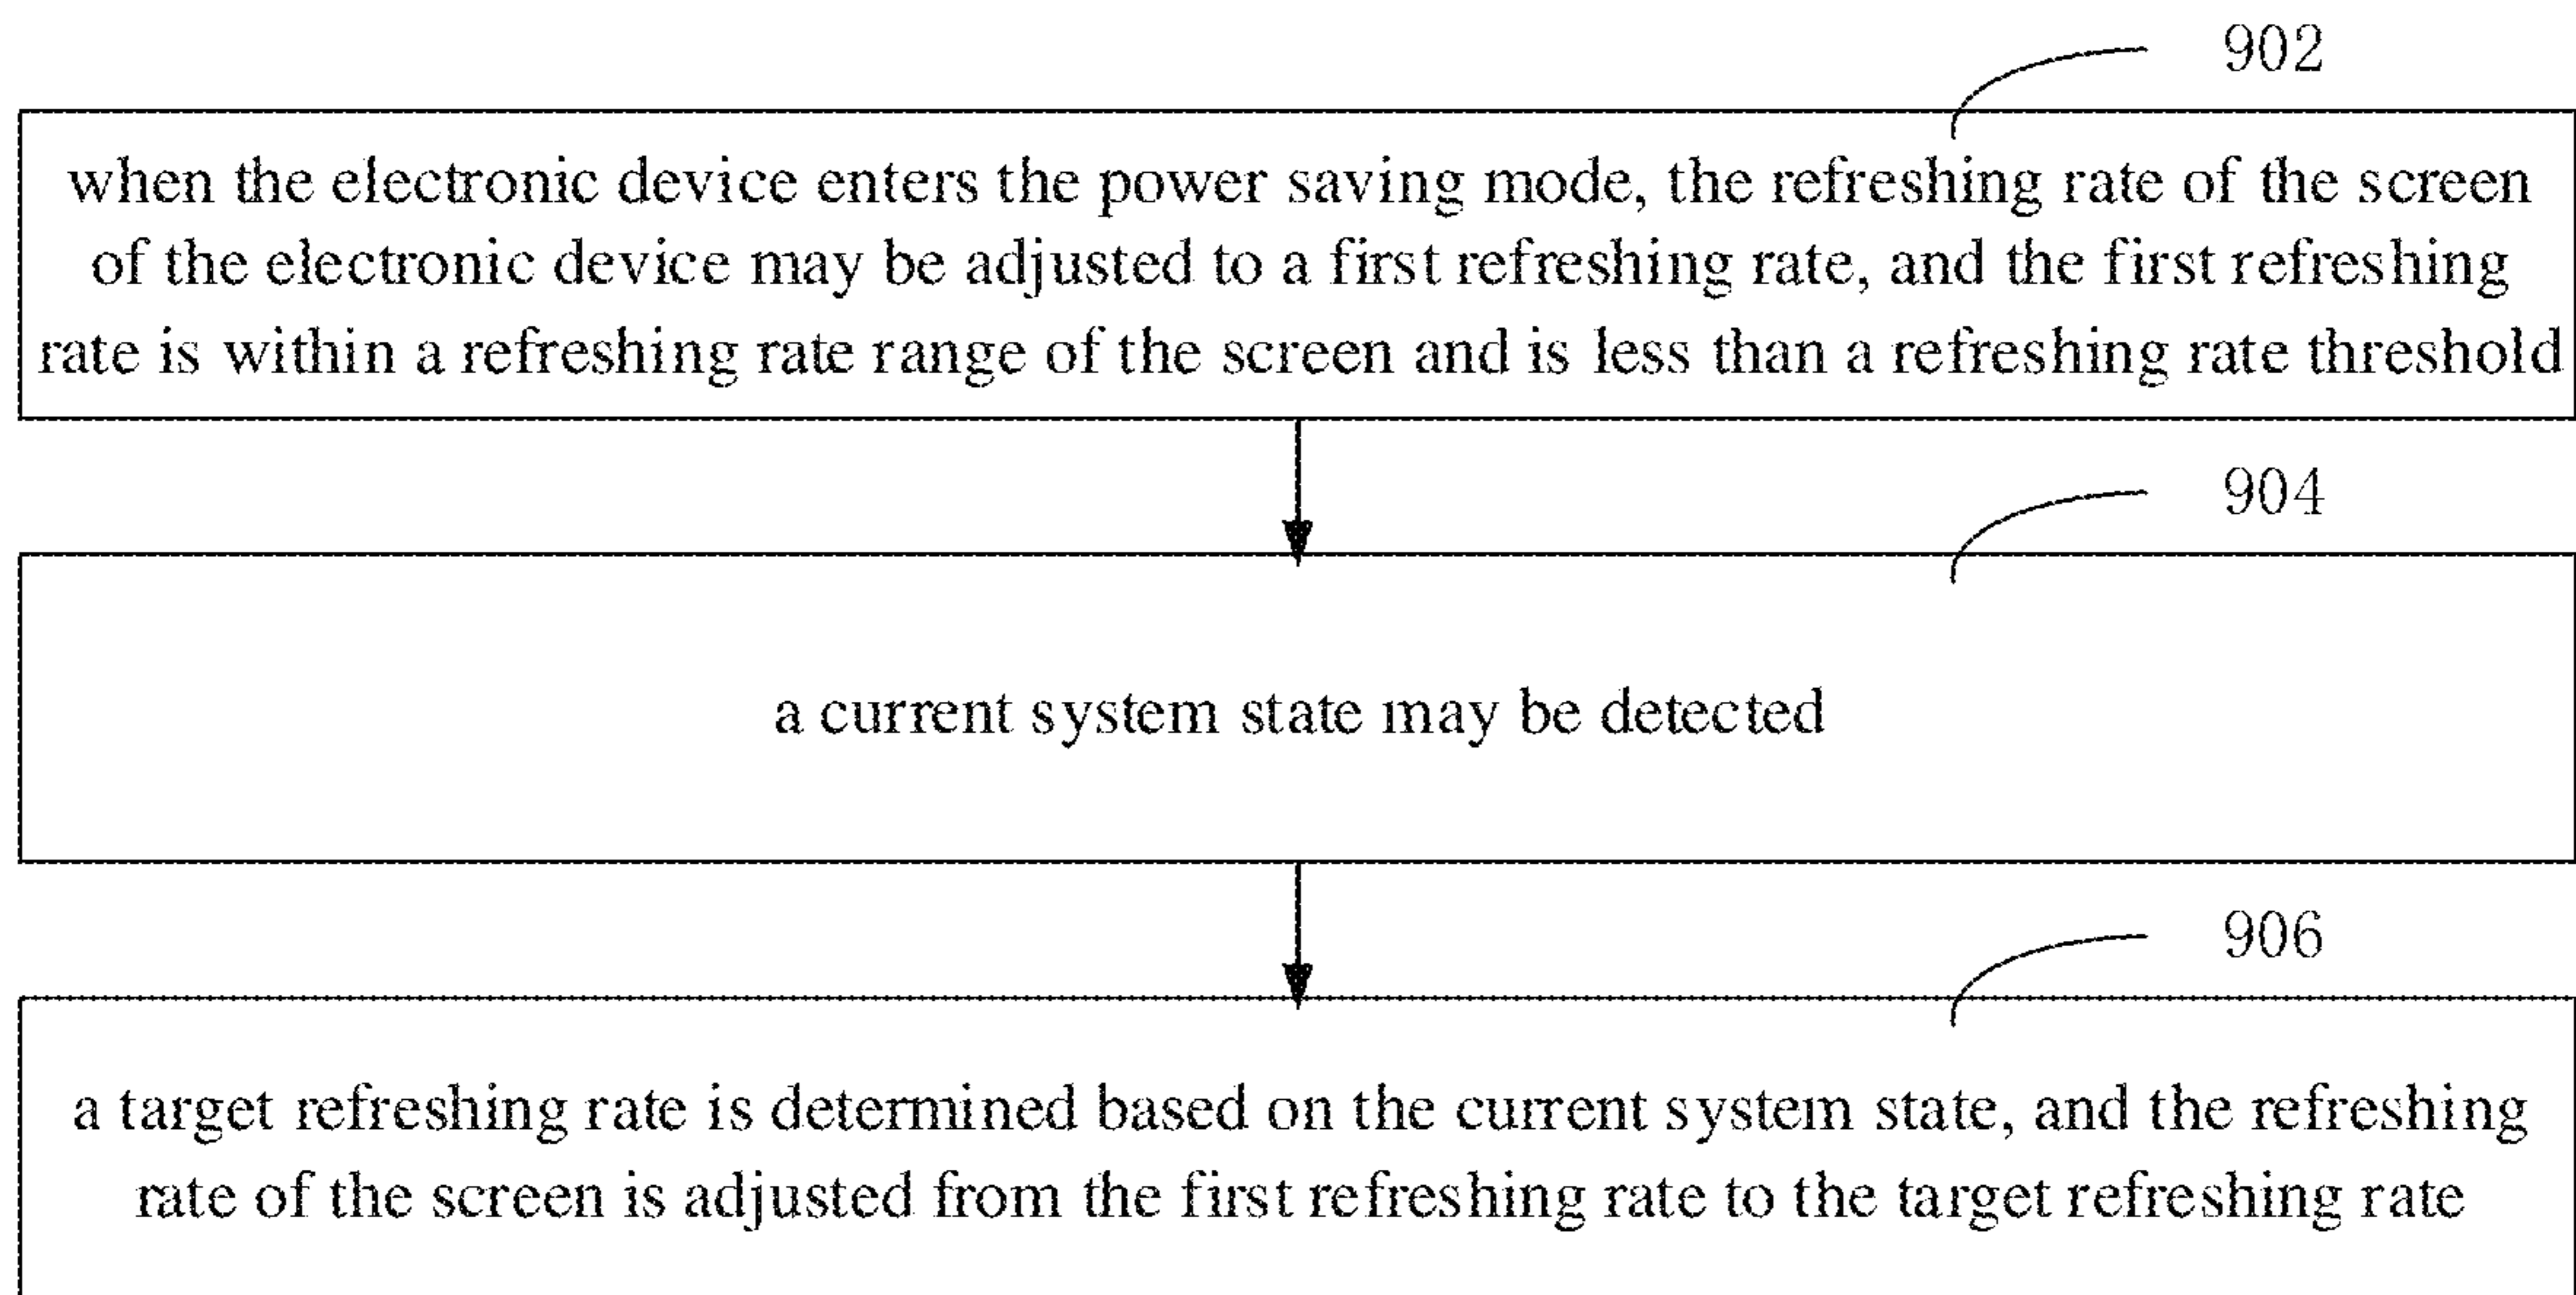 902
when the electronic device enters the power saving mode, the refreshing rate of the screen
of the electronic device may be adjusted to a first refreshing rate, and the first refreshing
rate is within a refreshing rate range of the screen and is less than a refreshing rate threshold
904
a current system state may be detected
906
a target refreshing rate is determined based on the current system state, and the refreshing
rate of the screen is adjusted from the first refreshing rate to the target refreshing rate